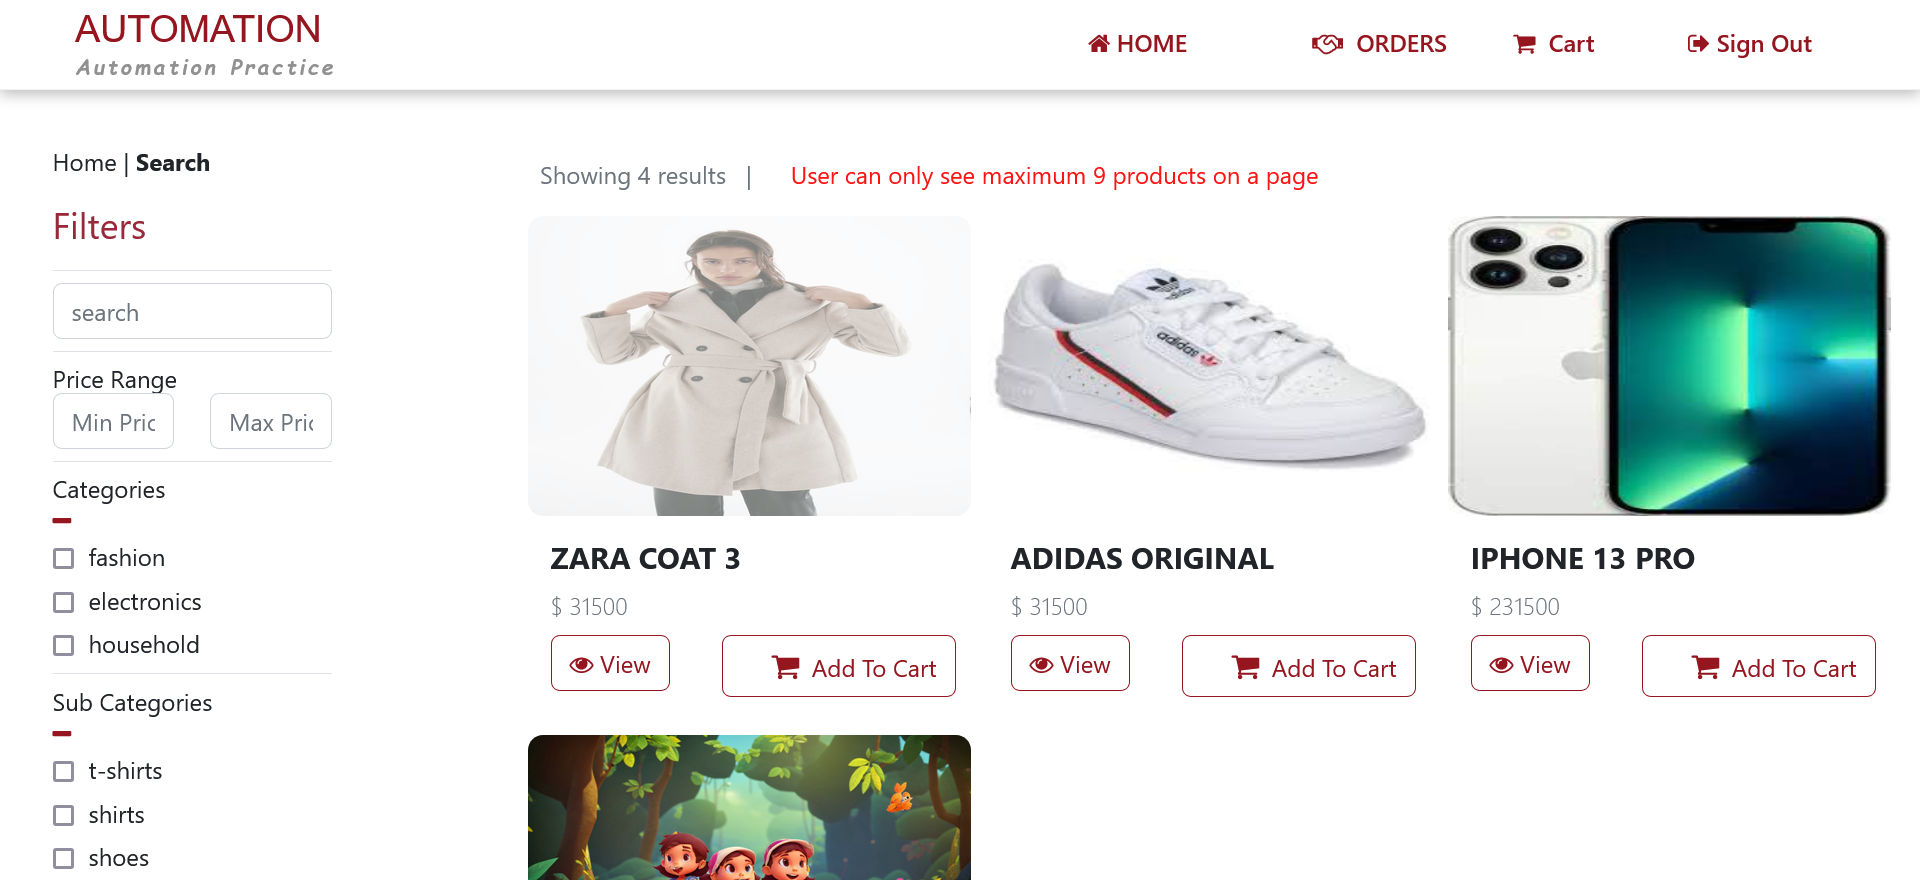 AUTOMATION
Automation Practice
HOME
ORDERS
Cart
Sign Out
Home | Search
Filters
search
Price Range
Min Pric
Max Pric
Categories
fashion
electronics
household
Sub Categories
t-shirts
shirts
shoes
Showing 4 results |
User can only see maximum 9 products on a page
adidas
adidas
ZARA COAT 3
$ 31500
View
Add To Cart
ADIDAS ORIGINAL
$ 31500
View
Add To Cart
IPHONE 13 PRO
$ 231500
View
Add To Cart